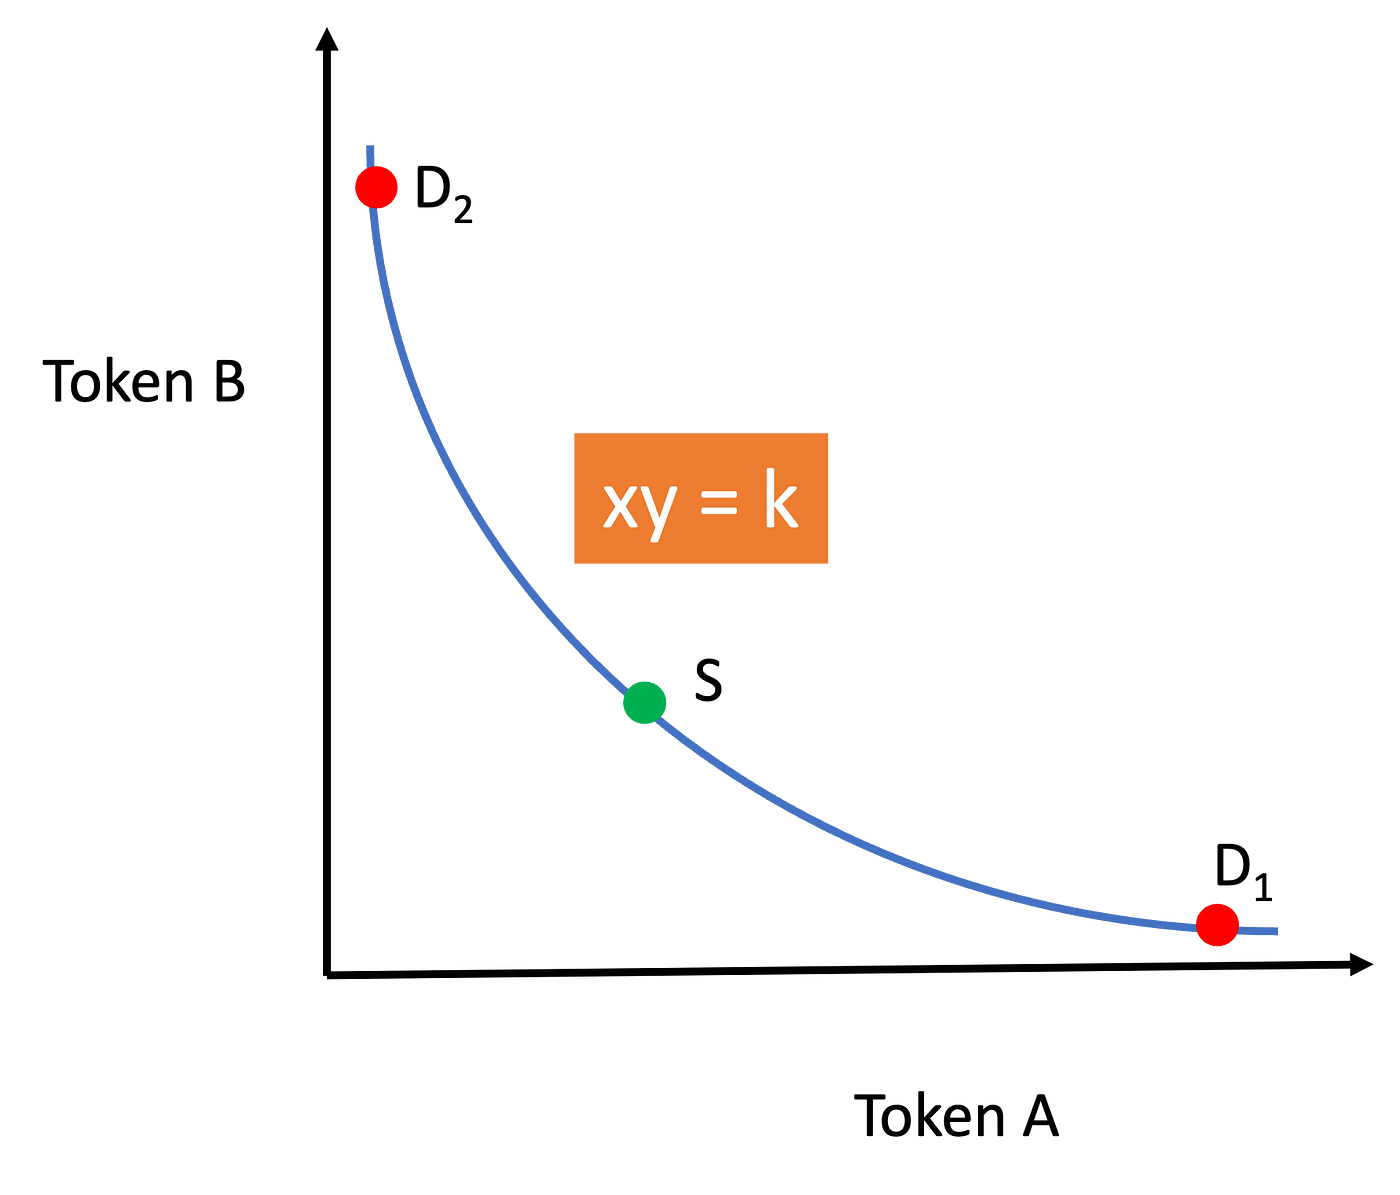 D₂
Token B
xy = k
S
D₁
Token A